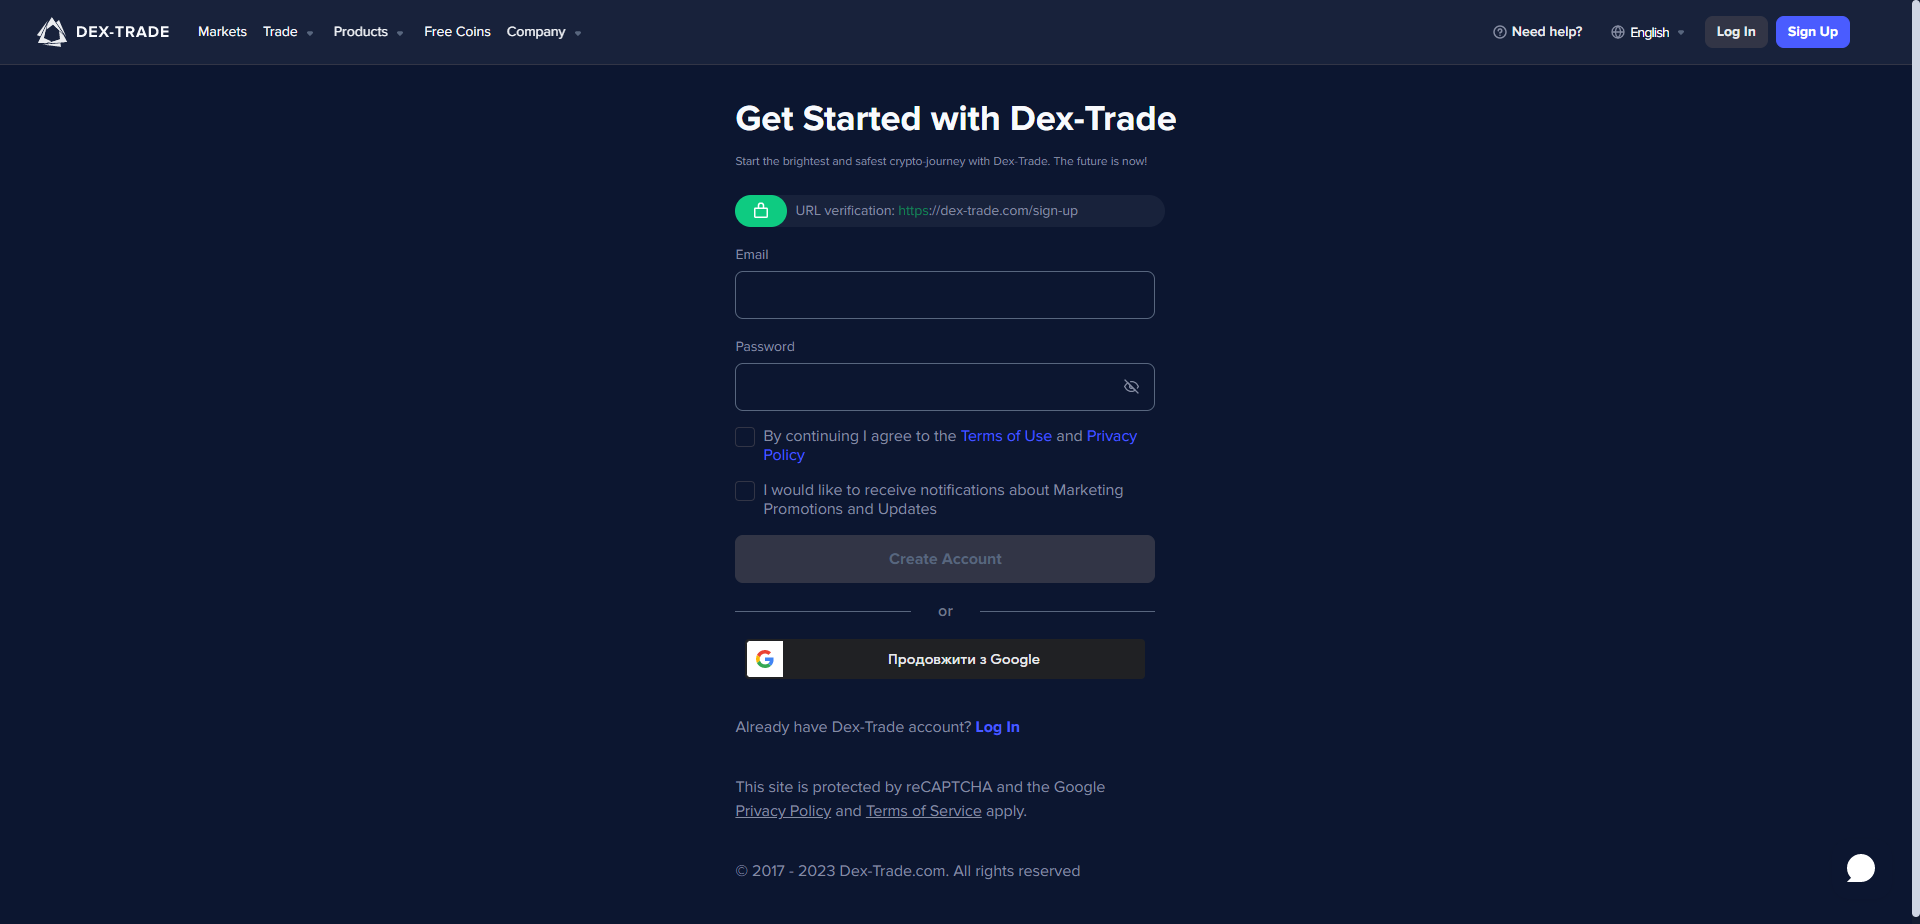 DEX-TRADE Markets Trade Products Free Coins Company Need help? English Log In Sign Up
Get Started with Dex-Trade
Start the brightest and safest crypto-journey with Dex-Trade. The future is now!
URL verification: https://dex-trade.com/sign-up
Email
Password
By continuing I agree to the Terms of Use and Privacy
Policy
I would like to receive notifications about Marketing
Promotions and Updates
Create Account
or
Продовжити з Google
Already have Dex-Trade account? Log In
This site is protected by reCAPTCHA and the Google
Privacy Policy and Terms of Service apply.
© 2017 - 2023 Dex-Trade.com. All rights reserved